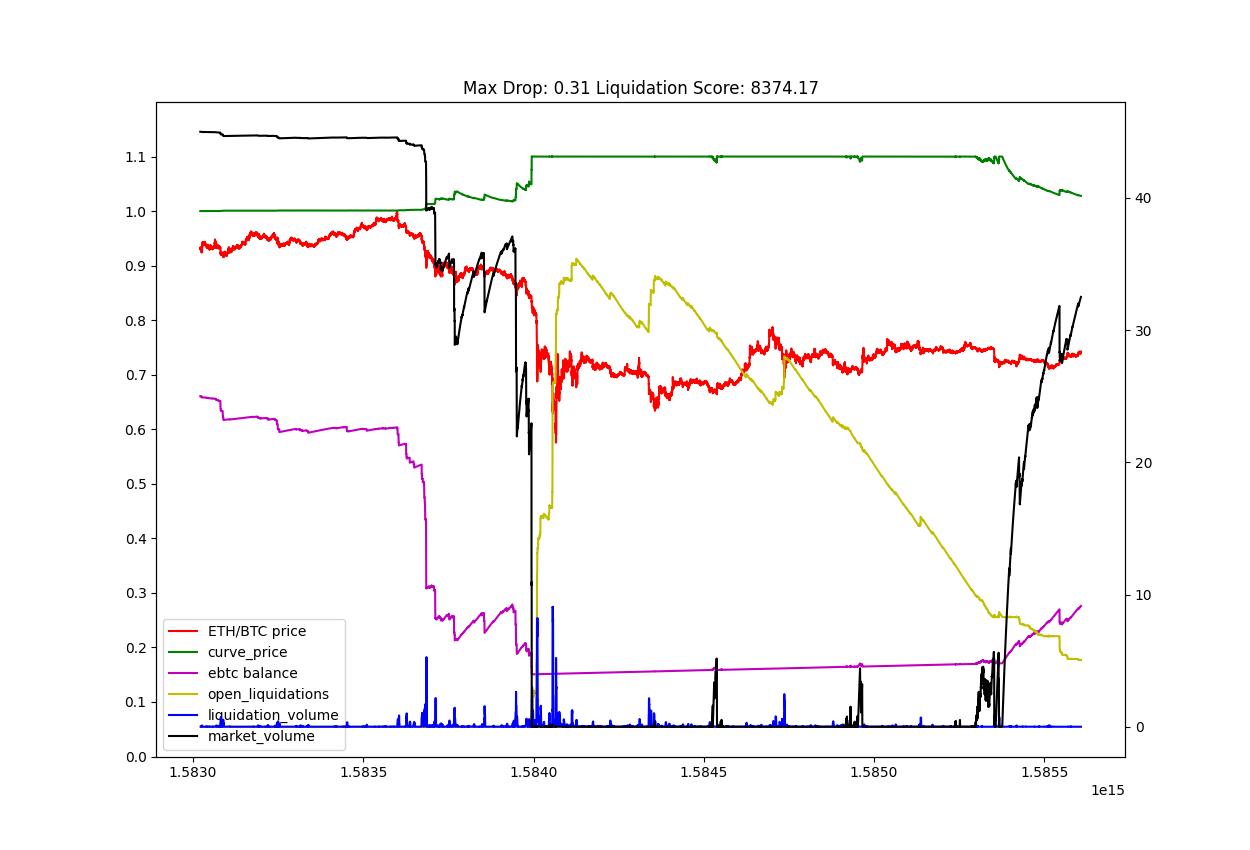 Max Drop: 0.31 Liquidation Score: 8374.17
1.1
1.0
0.9
0.8
0.7
0.6
0.5
0.4
0.3
0.2
0.1
0.0
40
30
20
10
0
ETH/BTC price
curve_price
ebtc balance
open_liquidations
liquidation_volume
market_volume
1.5830 1.5835 1.5840 1.5845 1.5850 1.5855
1e15